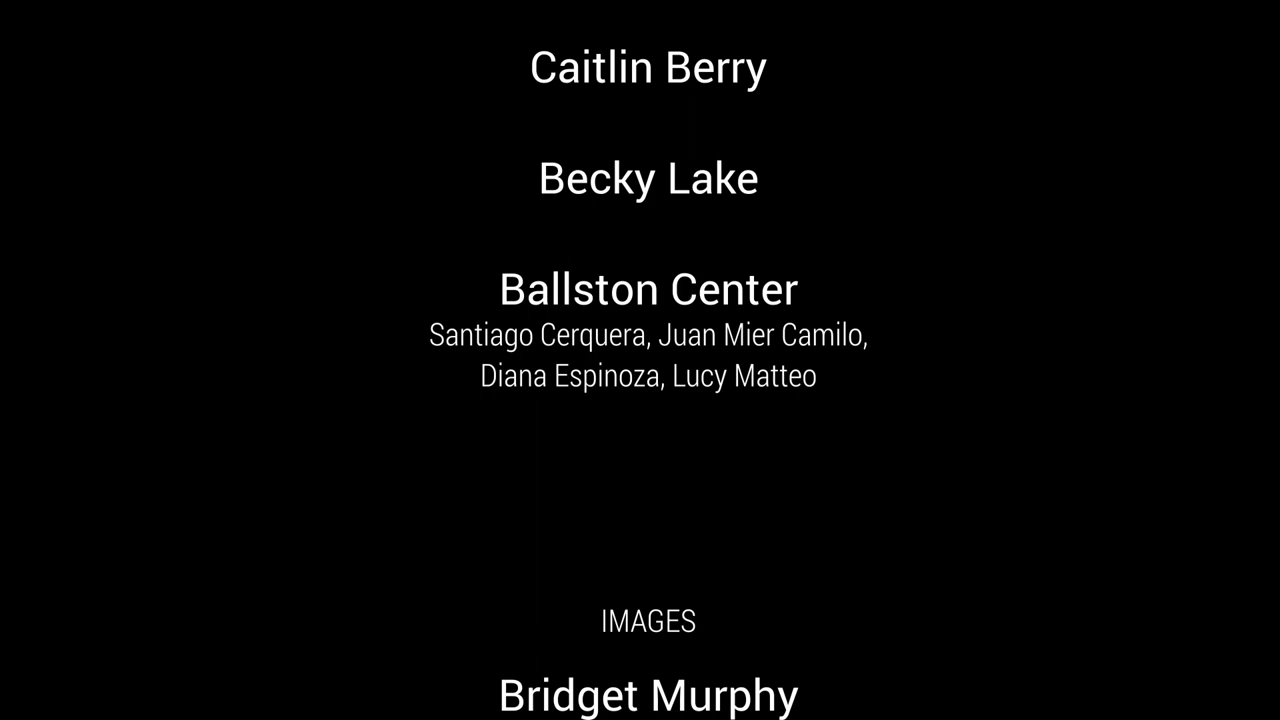 Caitlin Berry
Becky Lake
Ballston Center
Santiago Cerquera, Juan Mier Camilo,
Diana Espinoza, Lucy Matteo
IMAGES
Bridget Murphy